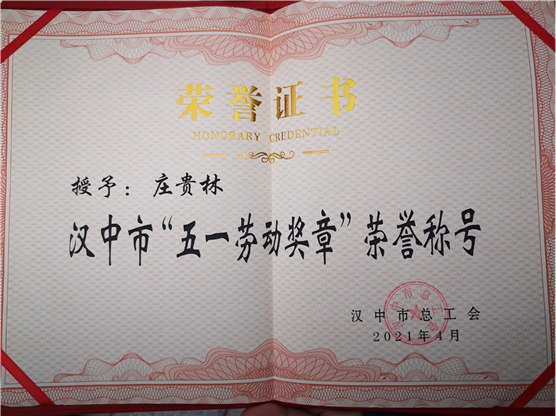 荣誉证书
HONORARY CREDENTIAL
授予：庄贵林
汉中市“五一劳动奖章”荣誉称号
汉中市总工会
2021年4月